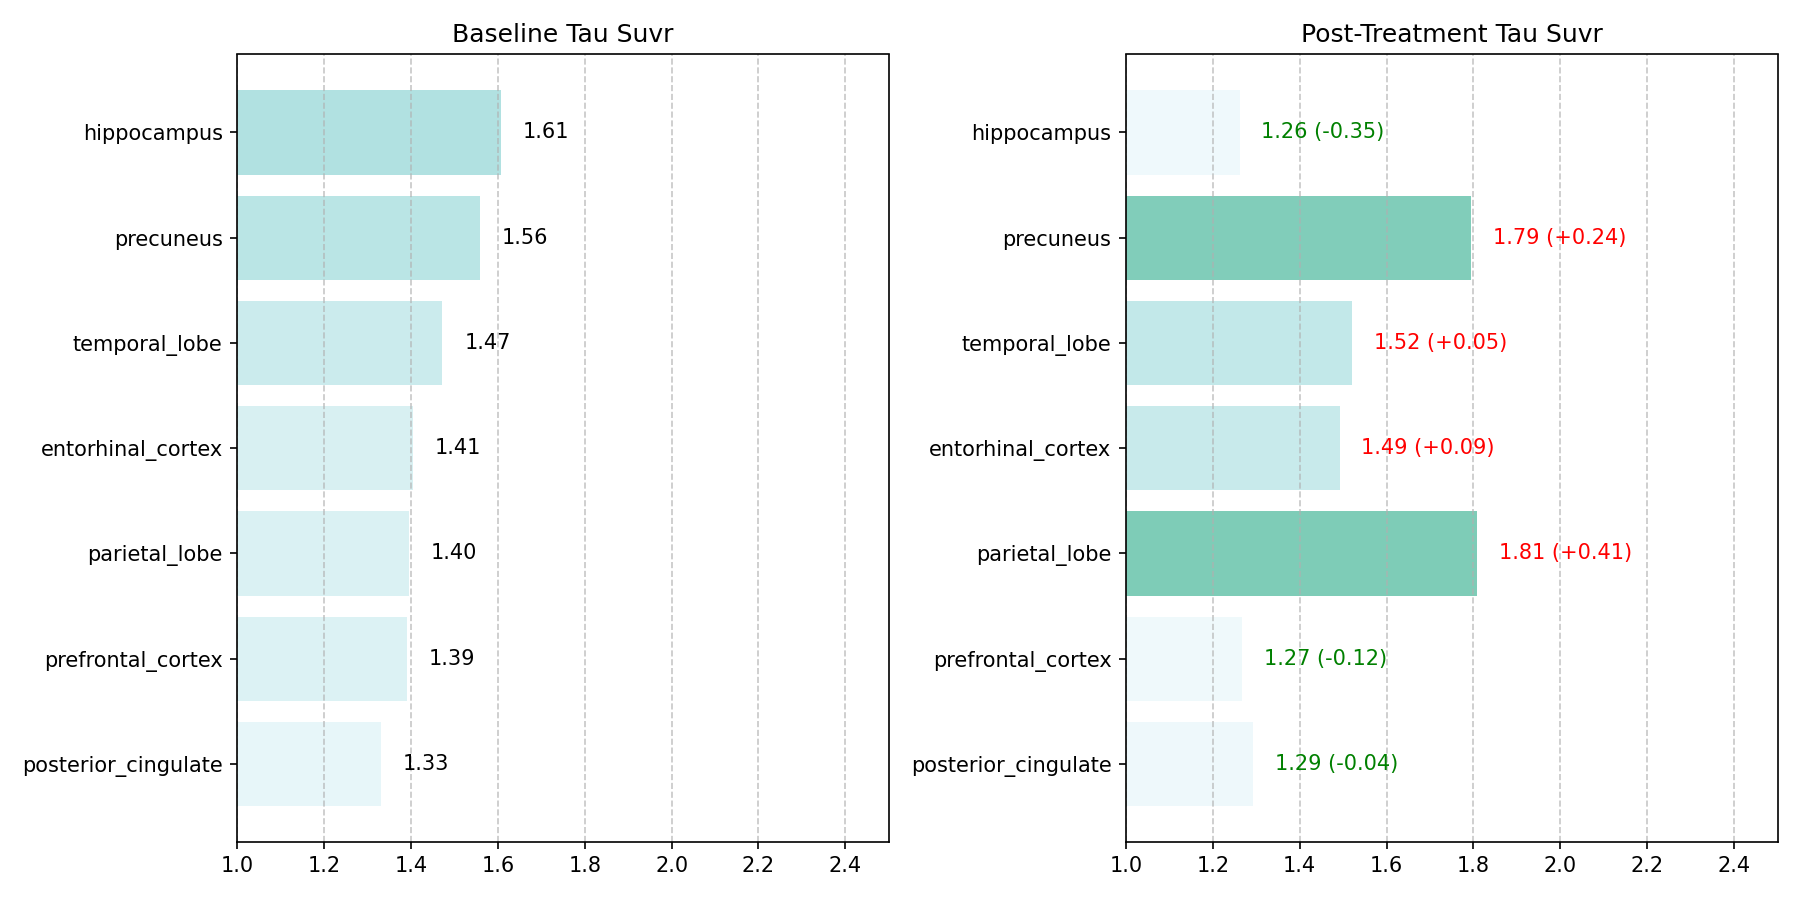 Baseline Tau Suvr
hippocampus
1.61
precuneus
1.56
temporal_lobe
1.47
entorhinal_cortex
1.41
parietal_lobe
1.40
prefrontal_cortex
1.39
posterior_cingulate
1.33
1.0 1.2 1.4 1.6 1.8 2.0 2.2 2.4
Post-Treatment Tau Suvr
hippocampus
1.26 (-0.35)
precuneus
1.79 (+0.24)
temporal_lobe
1.52 (+0.05)
entorhinal_cortex
1.49 (+0.09)
parietal_lobe
1.81 (+0.41)
prefrontal_cortex
1.27 (-0.12)
posterior_cingulate
1.29 (-0.04)
1.0 1.2 1.4 1.6 1.8 2.0 2.2 2.4